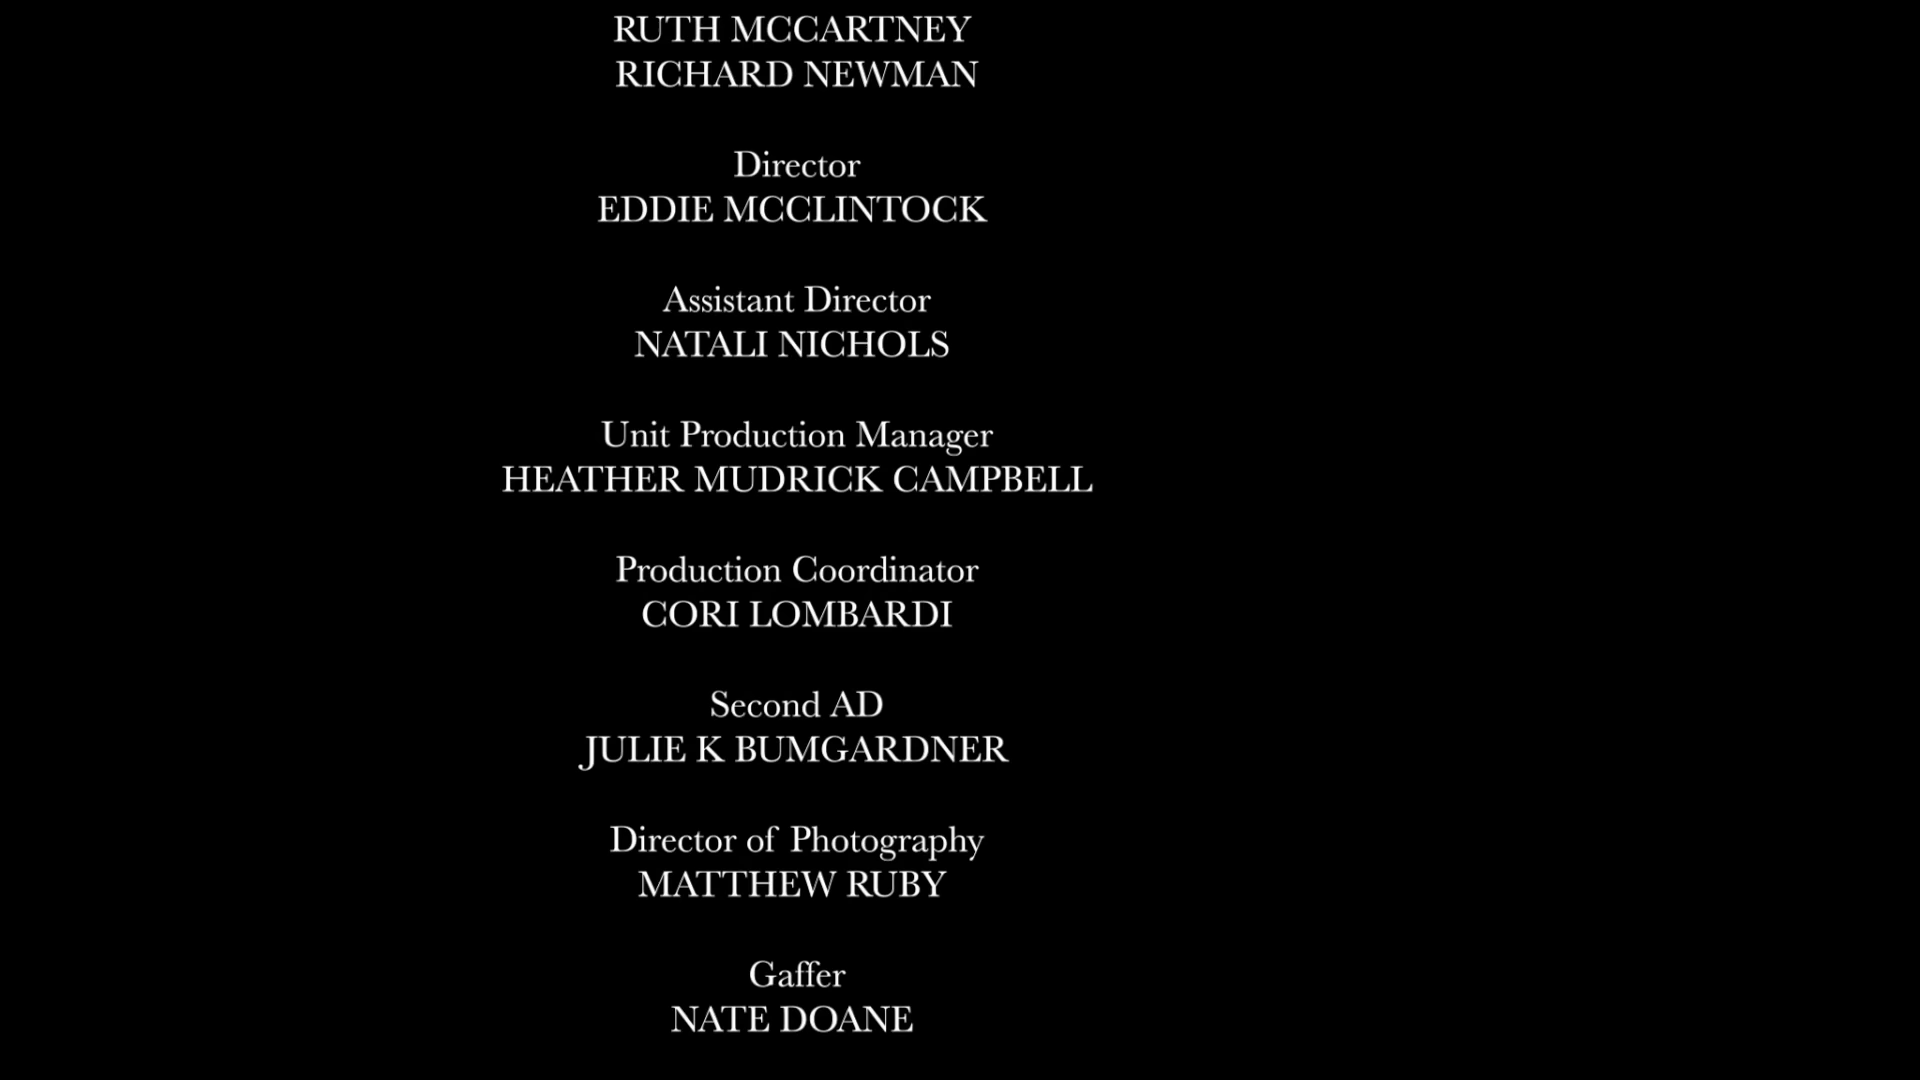 RUTH MCCARTNEY
RICHARD NEWMAN
Director
EDDIE MCCLINTOCK
Assistant Director
NATALI NICHOLS
Unit Production Manager
HEATHER MUDRICK CAMPBELL
Production Coordinator
CORI LOMBARDI
Second AD
JULIE K BUMGARDNER
Director of Photography
MATTHEW RUBY
Gaffer
NATE DOANE